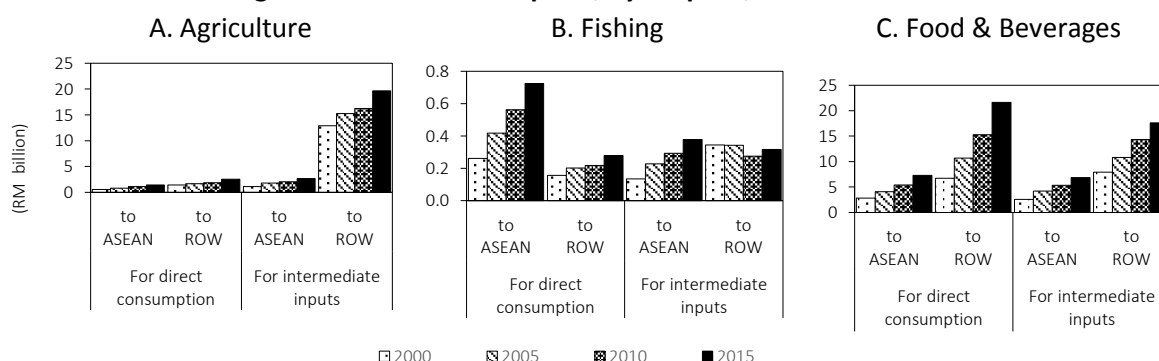 A. Agriculture
B. Fishing
C. Food & Beverages
(RM billion)
25
20
15
10
5
0
to ASEAN
to ROW
to ASEAN
to ROW
For direct consumption
For intermediate inputs
0.8
0.6
0.4
0.2
0.0
to ASEAN
to ROW
to ASEAN
to ROW
For direct consumption
For intermediate inputs
25
20
15
10
5
0
to ASEAN
to ROW
to ASEAN
to ROW
For direct consumption
For intermediate inputs
2000 2005 2010 2015